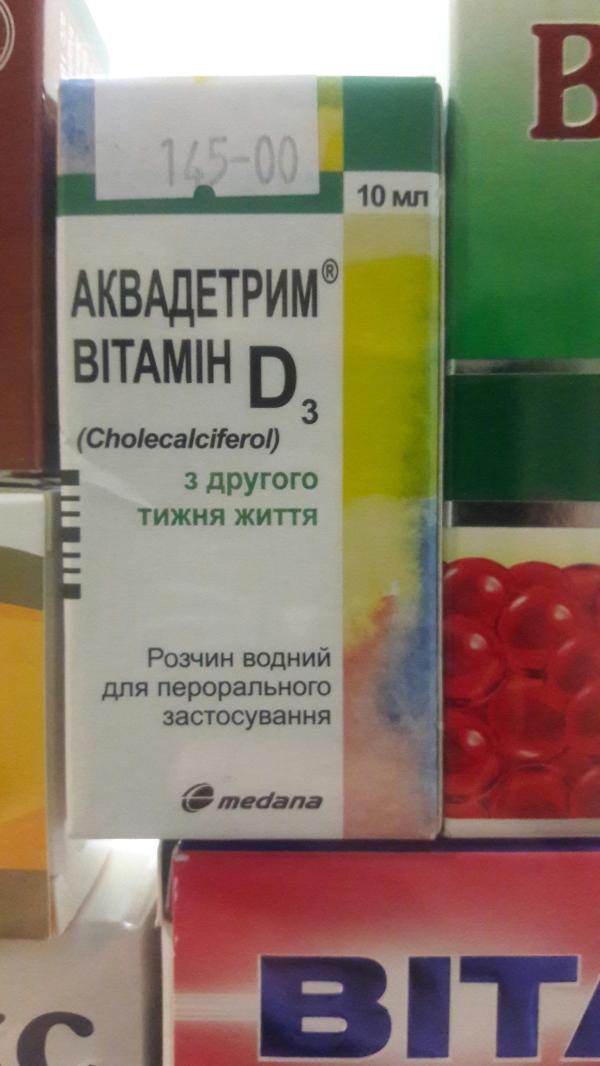 145-00
10 мл
АКВАДЕТРИМ®
ВІТАМІН D3
(Cholecalciferol)
з другого
тижня життя
Розчин водний
для перорального
застосування
medana